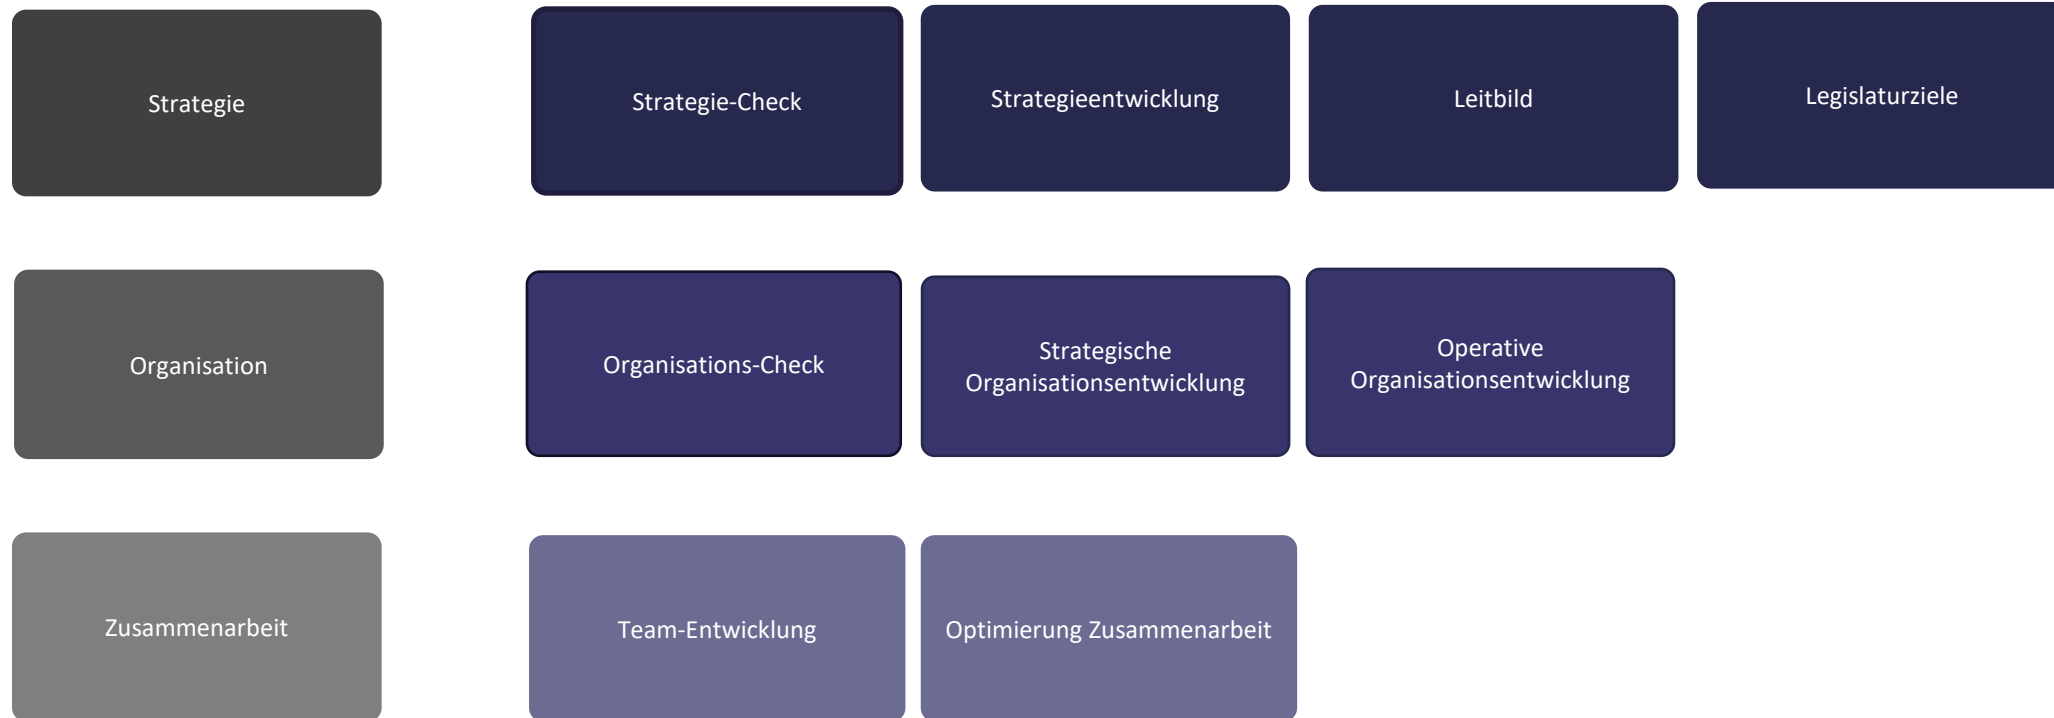 Strategie
Strategie-Check
Strategieentwicklung
Leitbild
Legislaturziele
Organisation
Organisations-Check
Strategische
Organisationsentwicklung
Operative
Organisationsentwicklung
Zusammenarbeit
Team-Entwicklung
Optimierung Zusammenarbeit